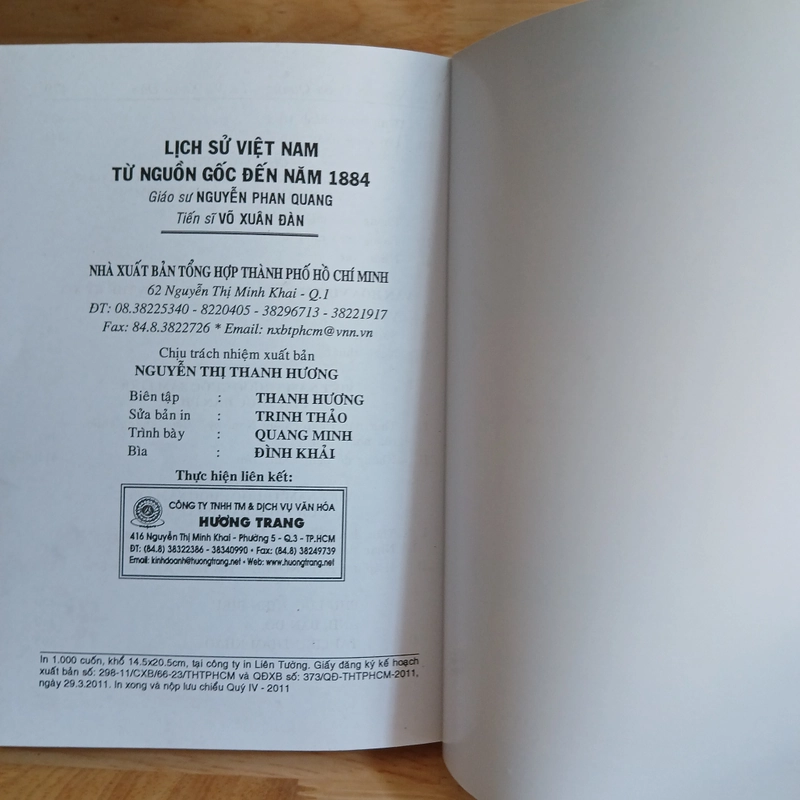 LỊCH SỬ VIỆT NAM
TỪ NGUỒN GỐC ĐẾN NĂM 1884
Giáo sư NGUYỄN PHAN QUANG
Tiến sĩ VÕ XUÂN ĐÀN
NHÀ XUẤT BẢN TỔNG HỢP THÀNH PHỐ HỒ CHÍ MINH
62 Nguyễn Thị Minh Khai - Q.1
ĐT: 08.38225340 - 8220405 - 38296713 - 38221917
Fax: 84.8.3822726 * Email: nxbtphcm@vnn.vn
Chịu trách nhiệm xuất bản
NGUYỄN THỊ THANH HƯƠNG
Biên tập : THANH HƯƠNG
Sửa bản in : TRINH THẢO
Trình bày : QUANG MINH
Bìa : ĐÌNH KHẢI
Thực hiện liên kết:
CÔNG TY TNHH TM & DỊCH VỤ VĂN HÓA
HƯƠNG TRANG
416 Nguyễn Thị Minh Khai - Phường 5 - Q.3 - TP.HCM
ĐT: (84.8) 38322386 - 38340990 • Fax: (84.8) 38249739
Email: kinhdoanh@huongtrang.net • Web: www.huongtrang.net
In 1.000 cuốn, khổ 14.5x20.5cm, tại công ty in Liên Tường. Giấy đăng ký kế hoạch
xuất bản số: 298-11/CXB/66-23/THTPHCM và QĐXB số: 373/QĐ-THTPHCM-2011,
ngày 29.3.2011. In xong và nộp lưu chiểu Quý IV - 2011